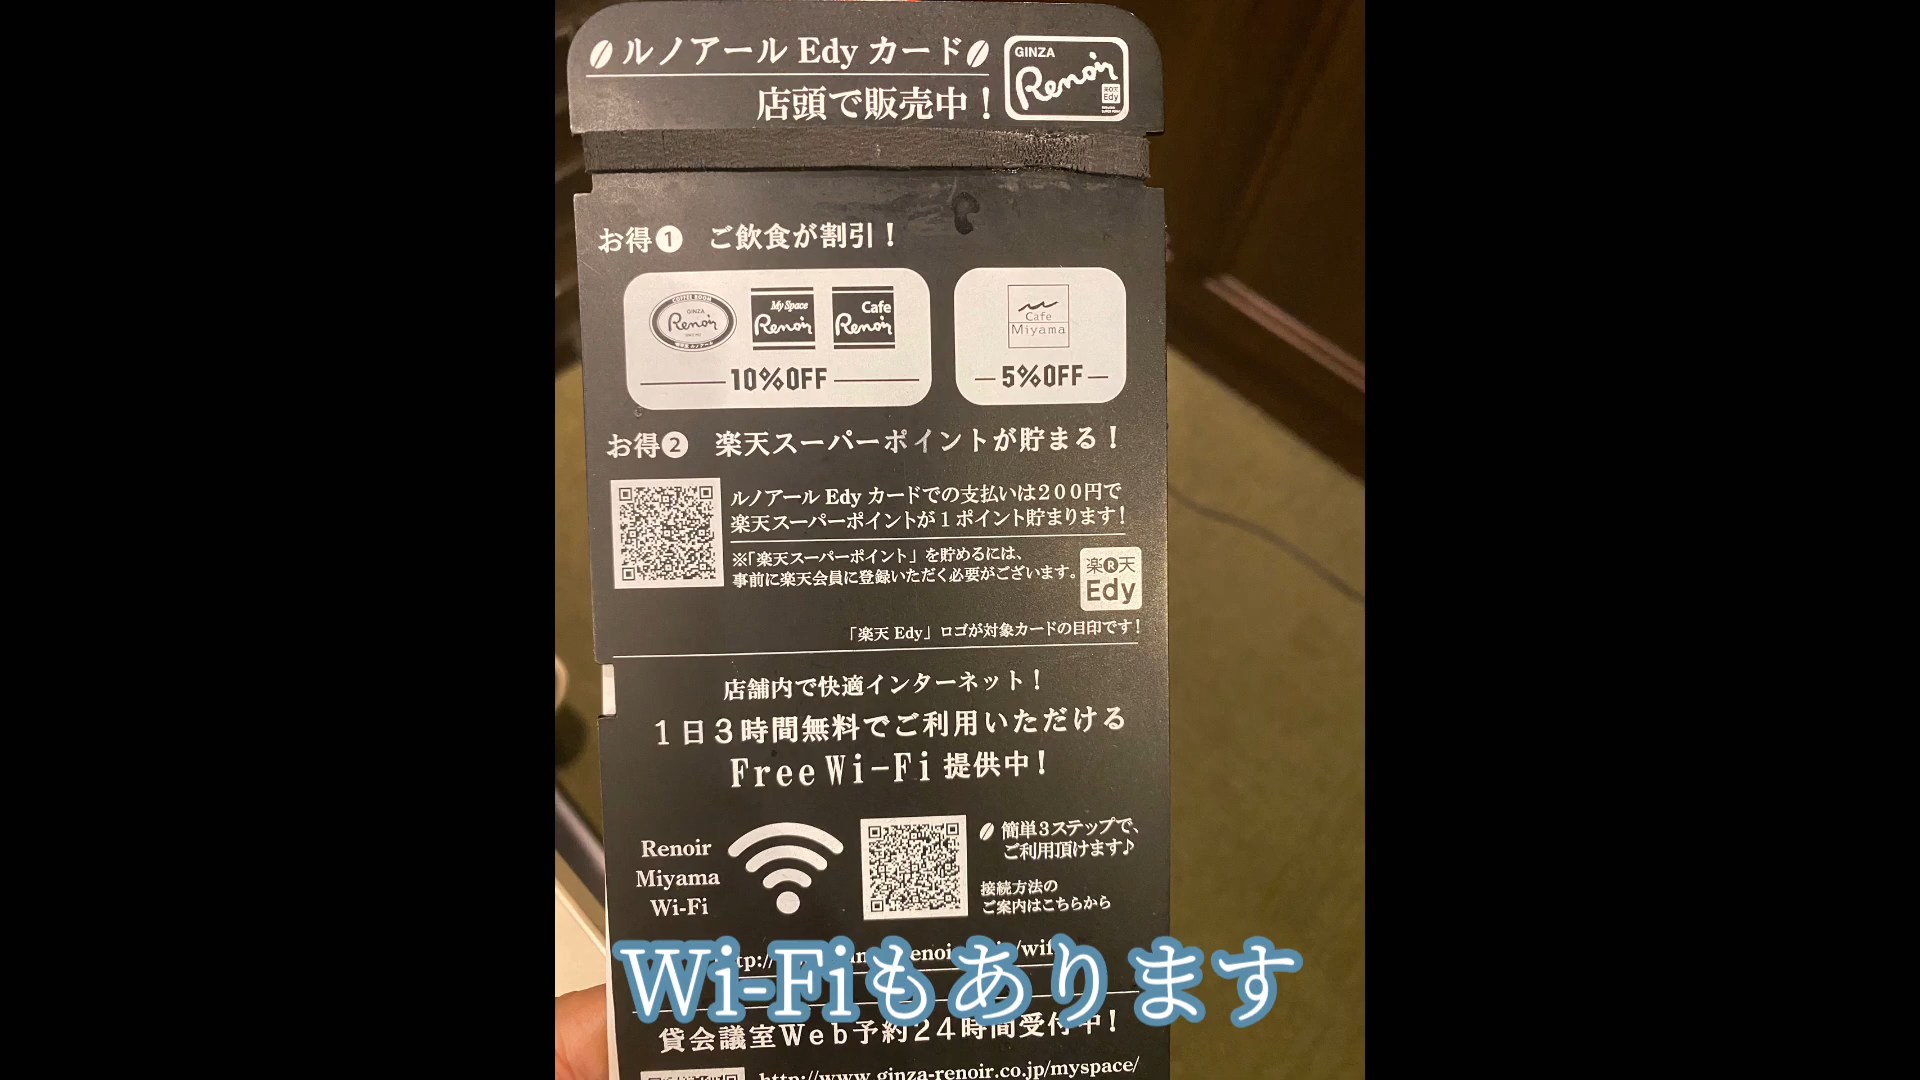 ルノアール Edy カード
店頭で販売中！
GINZA
Renoir
楽天
Edy
お得❶ ご飲食が割引！
COFFEE ROOM
GINZA
Renoir
My Space
Renoir
Cafe
Renoir
10%OFF
Cafe
Miyama
5%OFF
お得❷ 楽天スーパーポイントが貯まる！
ルノアール Edy カードでの支払いは２００円で
楽天スーパーポイントが１ポイント貯まります！
※「楽天スーパーポイント」を貯めるには、
事前に楽天会員に登録いただく必要がございます。
楽R天
Edy
「楽天 Edy」ロゴが対象カードの目印です！
店舗内で快適インターネット！
１日３時間無料でご利用いただける
Free Wi-Fi 提供中！
Renoir
Miyama
Wi-Fi
簡単３ステップで、
ご利用頂けます♪
接続方法の
ご案内はこちらから
Wi-Fiもあります
貸会議室Web予約24時間受付中！
http://www.ginza-renoir.co.jp/myspace/